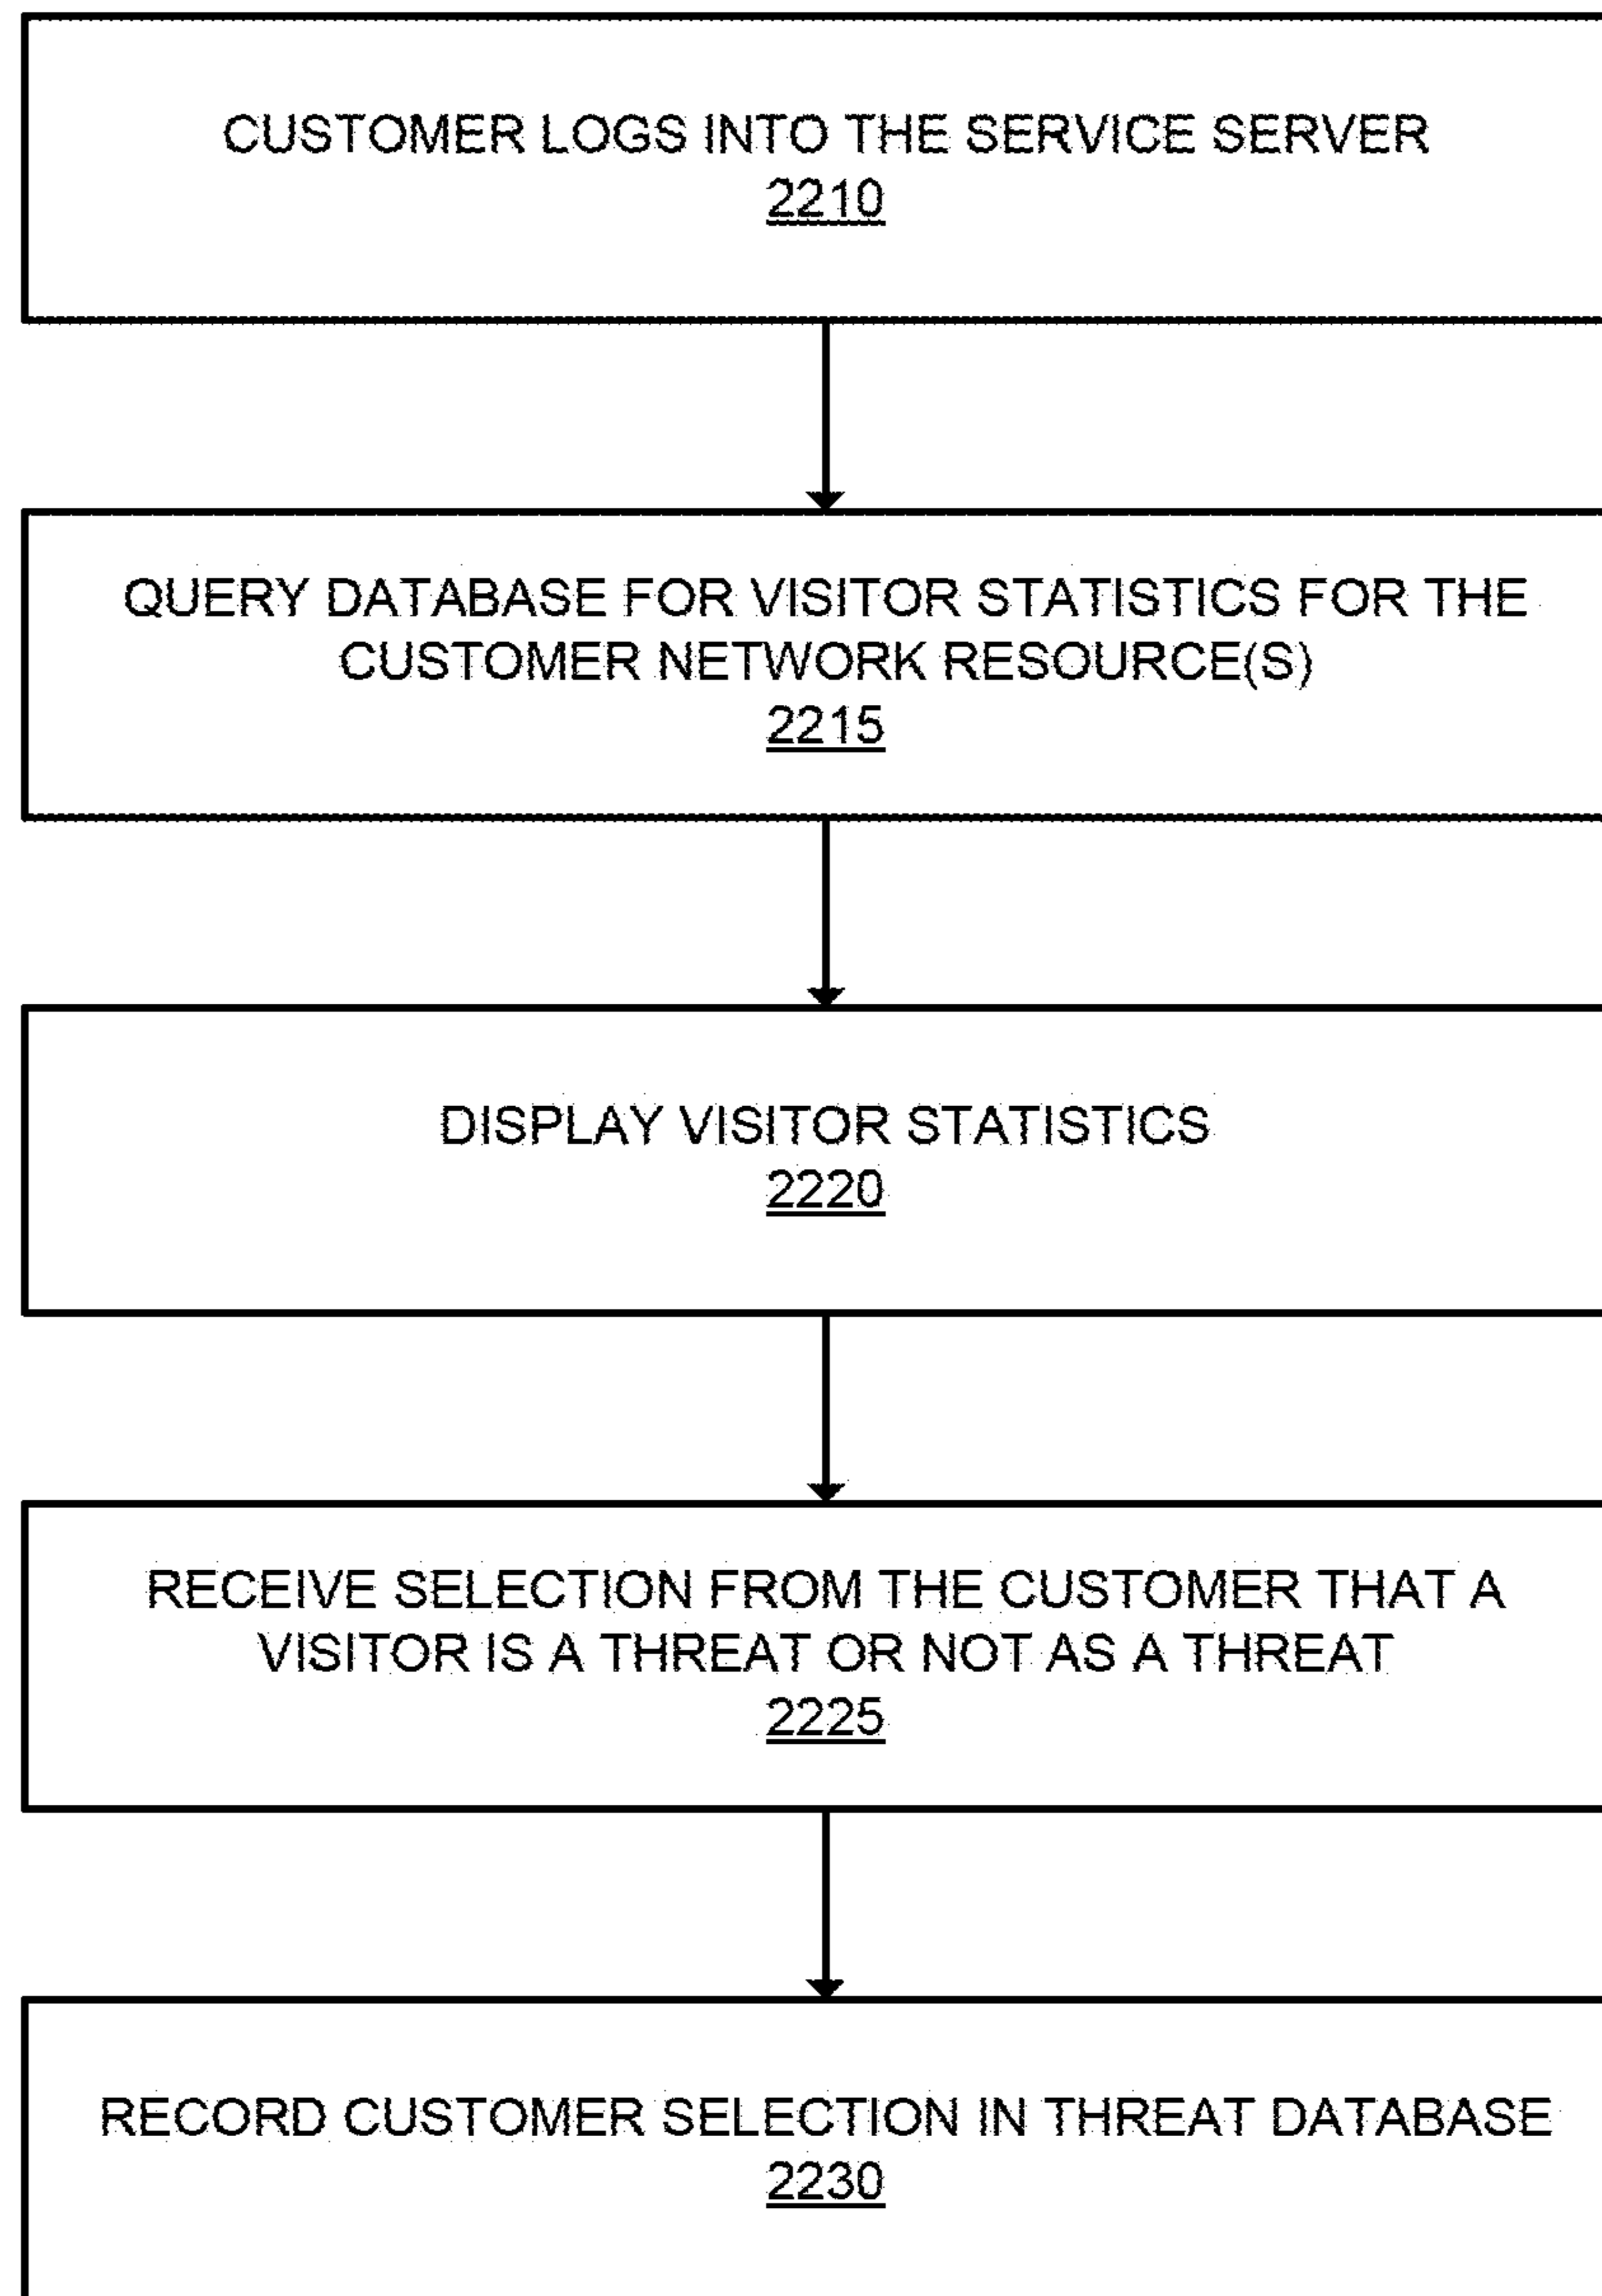 CUSTOMER LOGS INTO THE SERVICE SERVER
2210
QUERY DATABASE FOR VISITOR STATISTICS FOR THE
CUSTOMER NETWORK RESOURCE(S)
2215
DISPLAY VISITOR STATISTICS
2220
RECEIVE SELECTION FROM THE CUSTOMER THAT A
VISITOR IS A THREAT OR NOT AS A THREAT
2225
RECORD CUSTOMER SELECTION IN THREAT DATABASE
2230